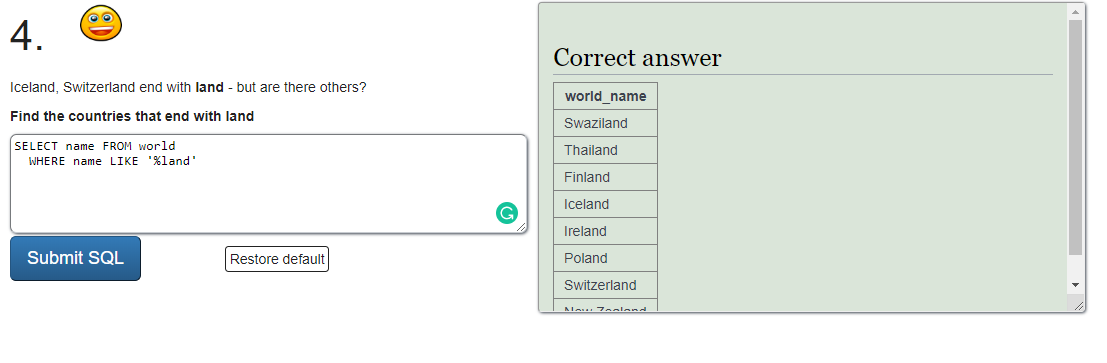 4.
Iceland, Switzerland end with land - but are there others?
Find the countries that end with land
SELECT name FROM world
WHERE name LIKE '%land'
Submit SQL
Restore default
Correct answer
world_name
Swaziland
Thailand
Finland
Iceland
Ireland
Poland
Switzerland
New Zealand